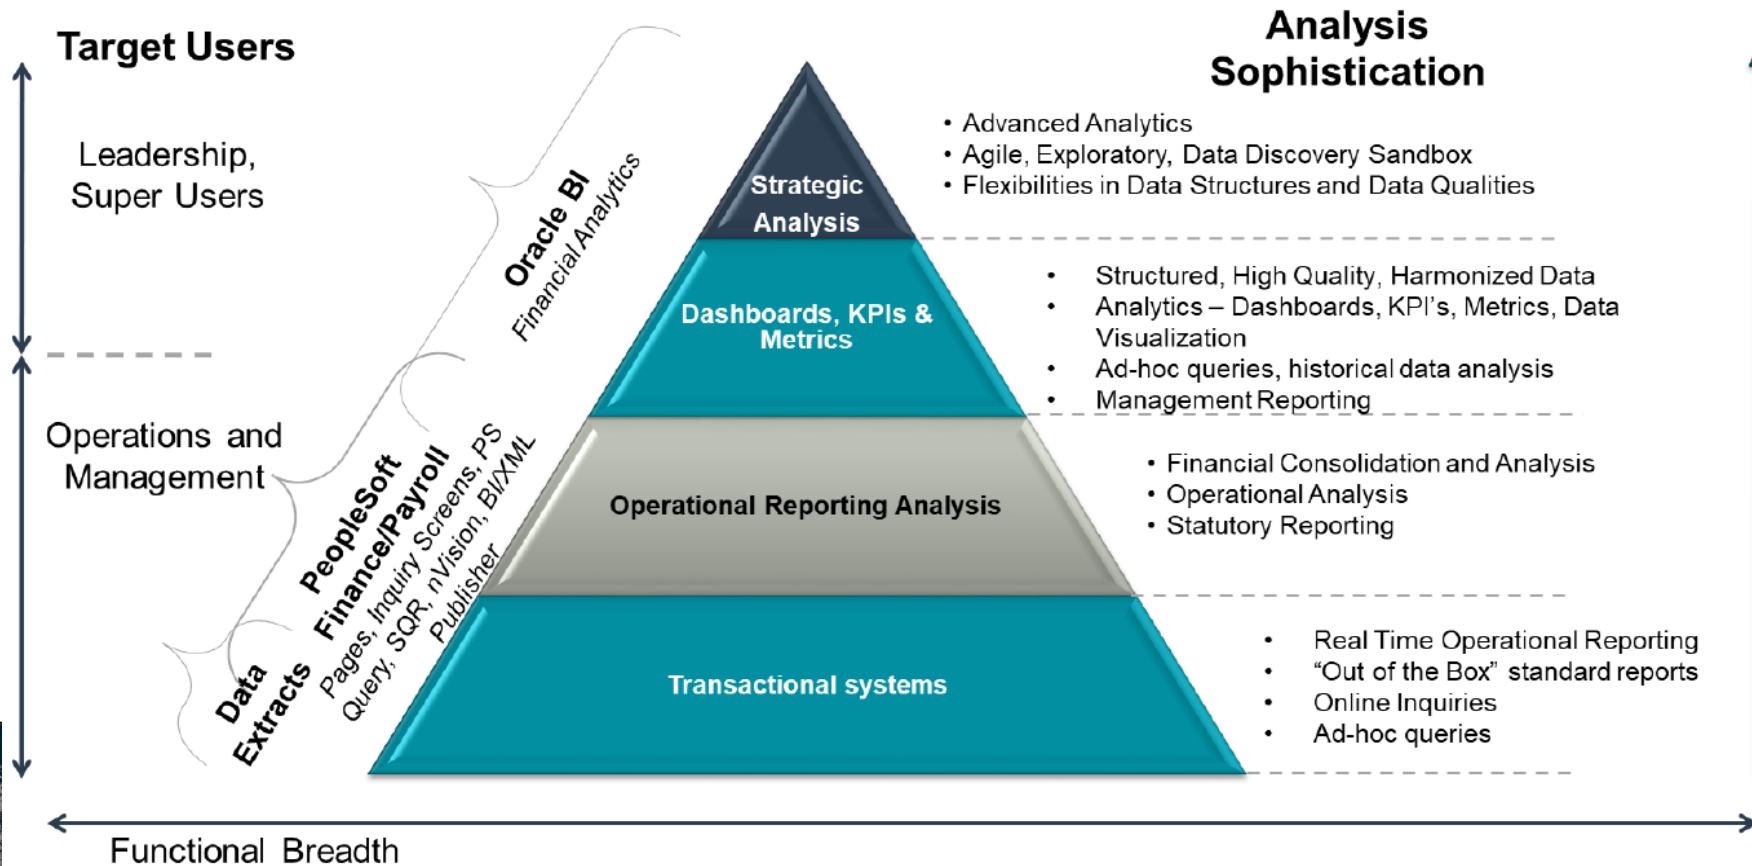 Target Users
Analysis
Sophistication
Leadership,
Super Users
Operations and
Management
Oracle BI
Financial Analytics
PeopleSoft
Finance/Payroll
Pages, Inquiry Screens, PS
Query, SQR, nVision, BI/XML
Publisher
Data
Extracts
Strategic
Analysis
• Advanced Analytics
• Agile, Exploratory, Data Discovery Sandbox
• Flexibilities in Data Structures and Data Qualities
Dashboards, KPIs &
Metrics
• Structured, High Quality, Harmonized Data
• Analytics – Dashboards, KPI's, Metrics, Data
Visualization
• Ad-hoc queries, historical data analysis
• Management Reporting
Operational Reporting Analysis
• Financial Consolidation and Analysis
• Operational Analysis
• Statutory Reporting
Transactional systems
• Real Time Operational Reporting
• “Out of the Box” standard reports
• Online Inquiries
• Ad-hoc queries
Functional Breadth